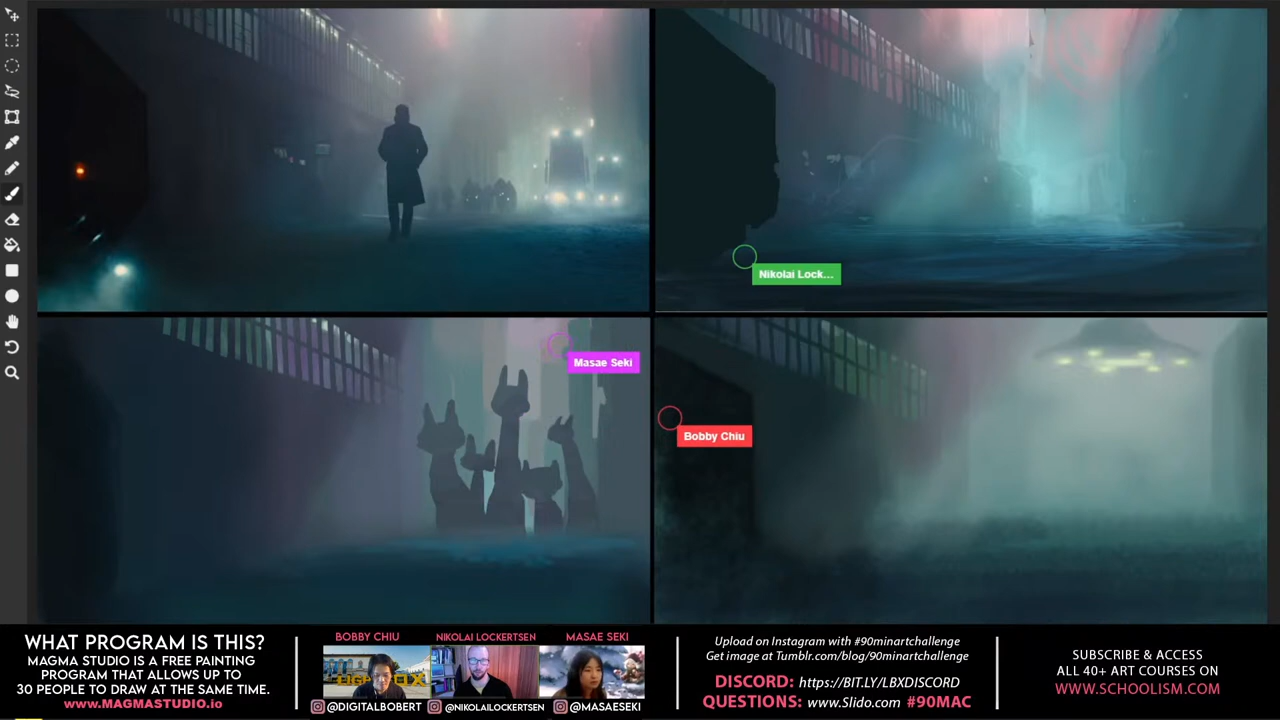 Nikolai Lock...
Masae Seki
Bobby Chiu
WHAT PROGRAM IS THIS?
MAGMA STUDIO IS A FREE PAINTING
PROGRAM THAT ALLOWS UP TO
30 PEOPLE TO DRAW AT THE SAME TIME.
www.MAGMASTUDIO.io
BOBBY CHIU
NIKOLAI LOCKERTSEN
MASAE SEKI
@DIGITALBOBERT
@NIKOLAILOCKERTSEN
@MASAESEKI
Upload on Instagram with #90minartchallenge
Get image at Tumblr.com/blog/90minartchallenge
DISCORD: https://BIT.LY/LBXDISCORD
QUESTIONS: www.Slido.com #90MAC
SUBSCRIBE & ACCESS
ALL 40+ ART COURSES ON
WWW.SCHOOLISM.COM